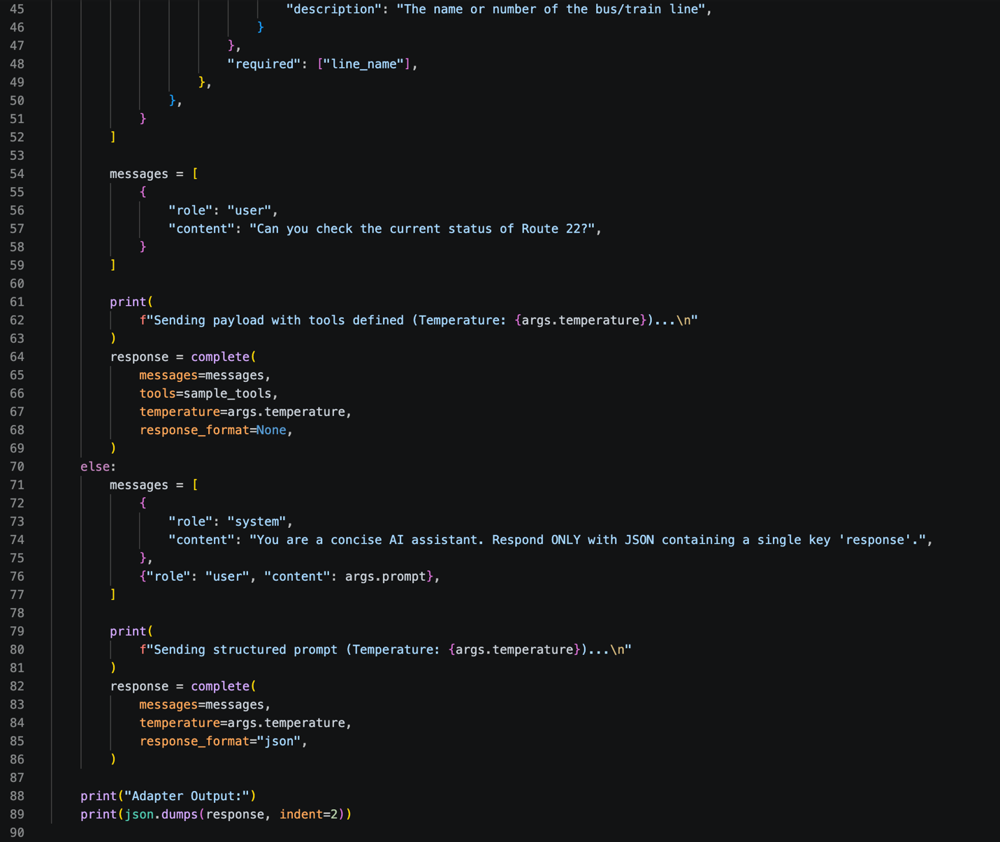 45                                     "description": "The name or number of the bus/train line",
46                                 }
47                             },
48                             "required": ["line_name"],
49                         },
50                     },
51                 }
52             ]
53
54             messages = [
55                 {
56                     "role": "user",
57                     "content": "Can you check the current status of Route 22?",
58                 }
59             ]
60
61             print(
62                 f"Sending payload with tools defined (Temperature: {args.temperature})...\n"
63             )
64             response = complete(
65                 messages=messages,
66                 tools=sample_tools,
67                 temperature=args.temperature,
68                 response_format=None,
69             )
70         else:
71             messages = [
72                 {
73                     "role": "system",
74                     "content": "You are a concise AI assistant. Respond ONLY with JSON containing a single key 'response'.",
75                 },
76                 {"role": "user", "content": args.prompt},
77             ]
78
79             print(
80                 f"Sending structured prompt (Temperature: {args.temperature})...\n"
81             )
82             response = complete(
83                 messages=messages,
84                 temperature=args.temperature,
85                 response_format="json",
86             )
87
88         print("Adapter Output:")
89         print(json.dumps(response, indent=2))
90